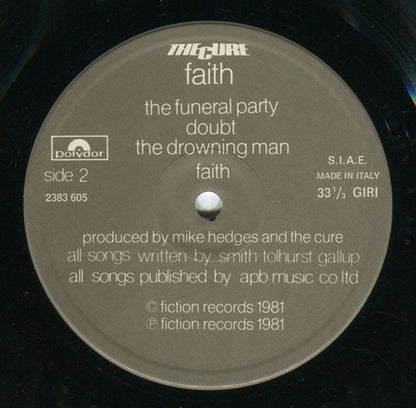 THE CURE
faith
the funeral party
doubt
the drowning man
faith
polydor
side 2
2383 605
S.I.A.E.
MADE IN ITALY
33 1/3 GIRI
produced by mike hedges and the cure
all songs written by smith tolhurst gallup
all songs published by apb music co ltd
© fiction records 1981
℗ fiction records 1981